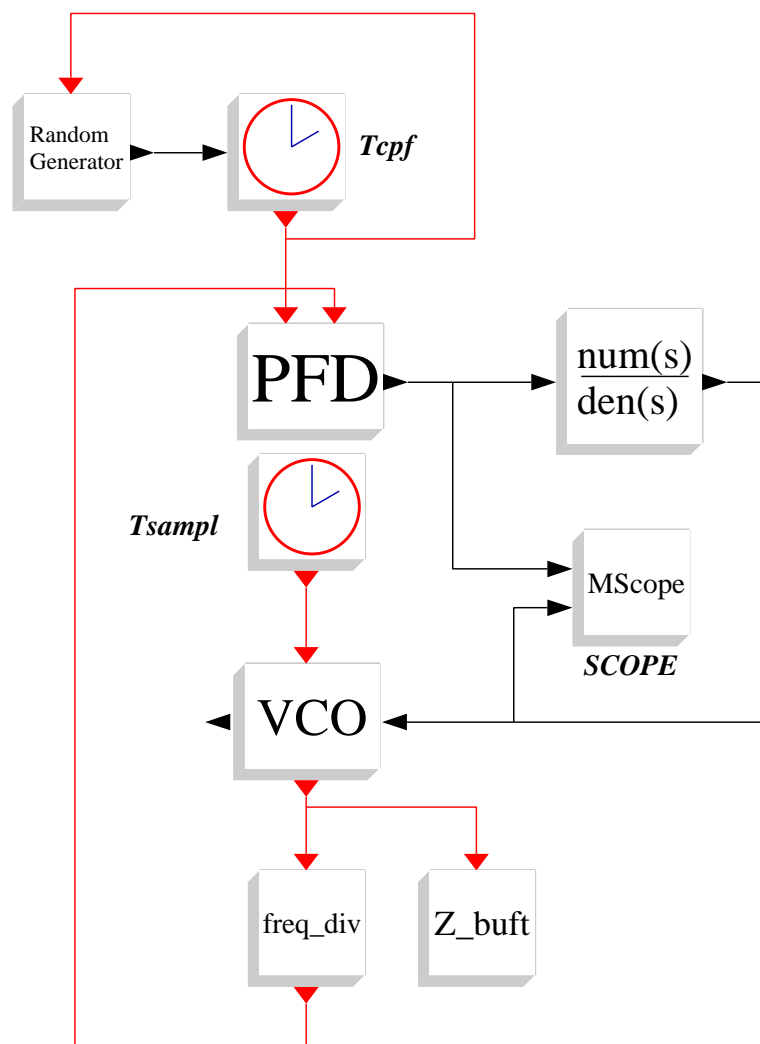 Random
Generator
Tcpf
PFD
num(s)
den(s)
Tsampl
MScope
SCOPE
VCO
freq_div
Z_buft